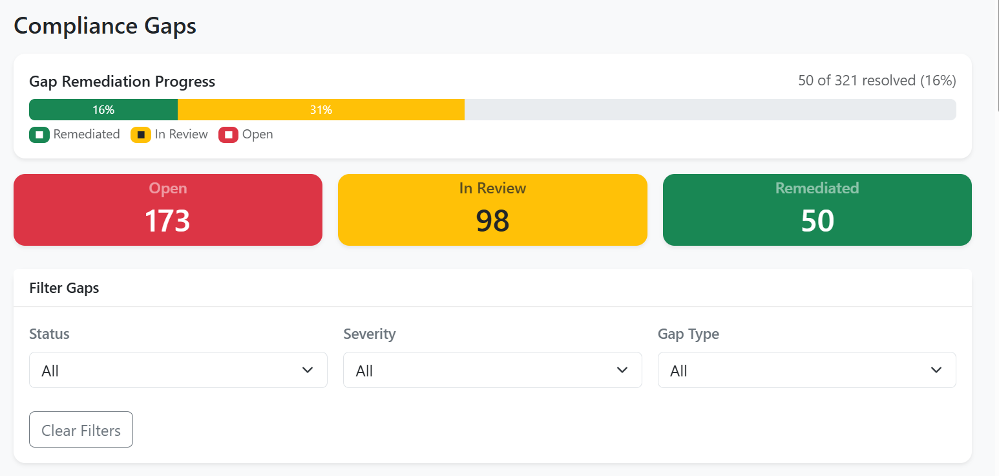 Compliance Gaps
Gap Remediation Progress
50 of 321 resolved (16%)
16%
31%
Remediated
In Review
Open
Open
173
In Review
98
Remediated
50
Filter Gaps
Status
Severity
Gap Type
All
All
All
Clear Filters